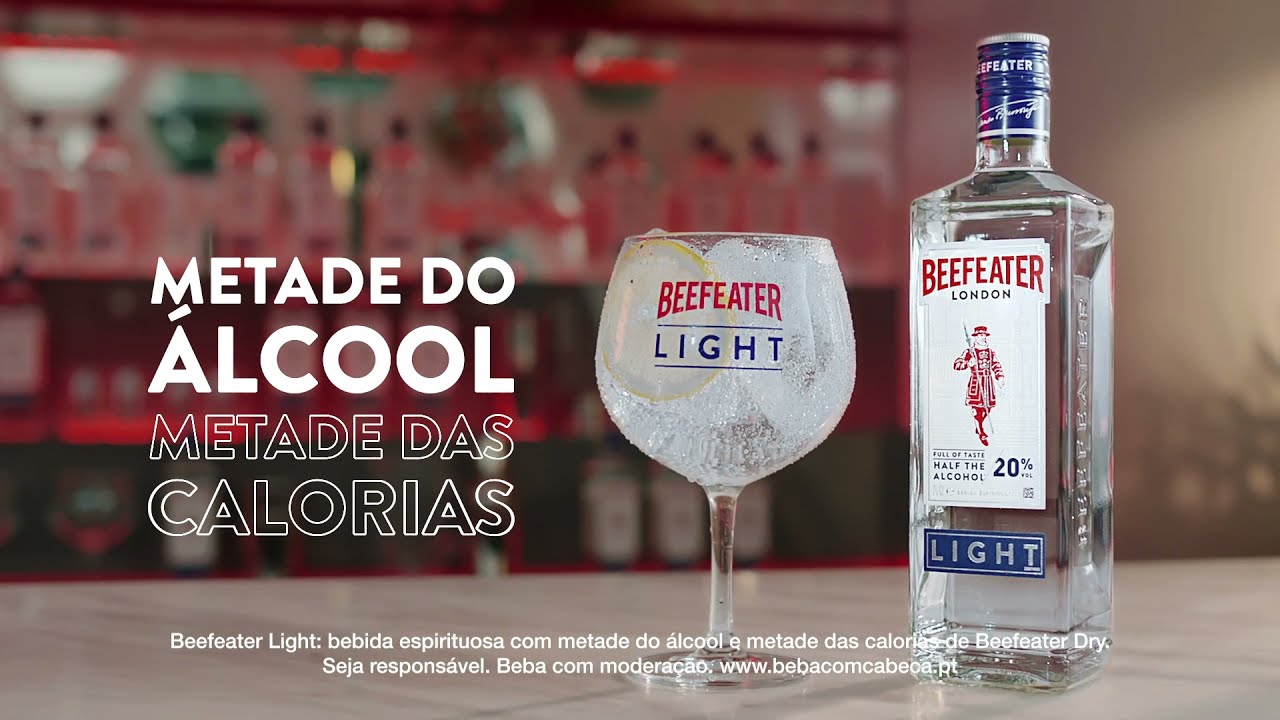 METADE DO
ÁLCOOL
METADE DAS
CALORIAS
BEEFEATER
LIGHT
BEEFEATER
BEEFEATER
LONDON
FULL OF TASTE
HALF THE
ALCOHOL
20%
VOL
BEEFEATER
LIGHT
Beefeater Light: bebida espirituosa com metade do álcool e metade das calorias de Beefeater Dry.
Seja responsável. Beba com moderação. www.bebacomcabeca.pt